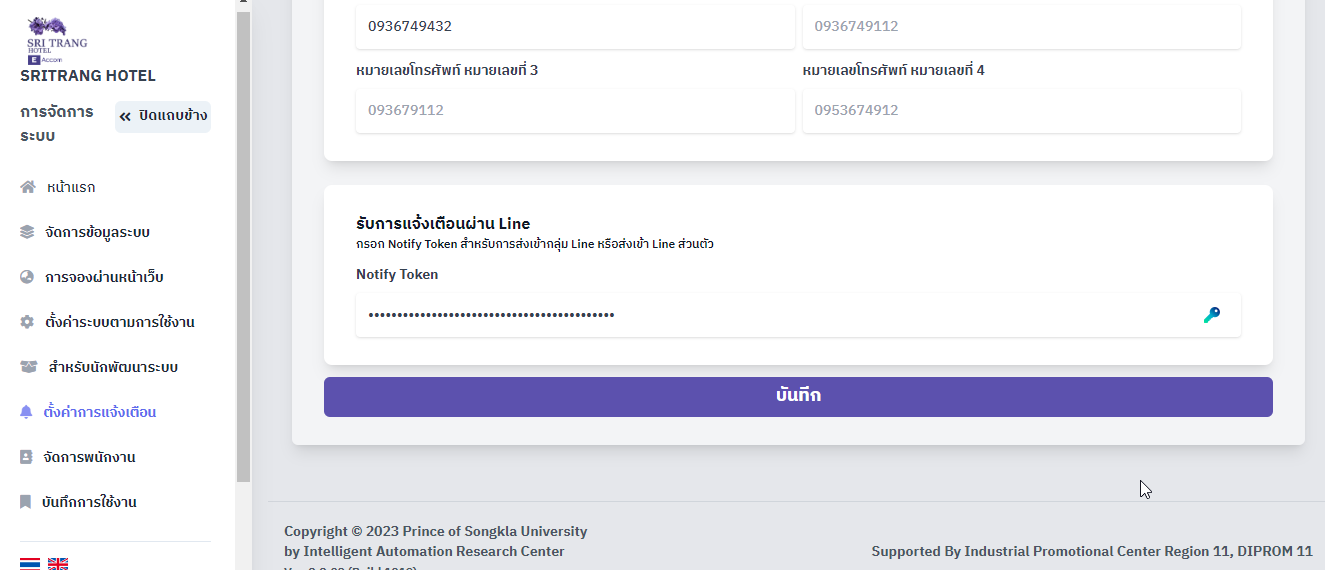 SRI TRANG
HOTEL
E Accom
SRITRANG HOTEL
การจัดการ
ระบบ
ปิดแถบข้าง
หน้าแรก
จัดการข้อมูลระบบ
การจองผ่านหน้าเว็บ
ตั้งค่าระบบตามการใช้งาน
สำหรับนักพัฒนาระบบ
ตั้งค่าการแจ้งเตือน
จัดการพนักงาน
บันทึกการใช้งาน
0936749432
0936749112
หมายเลขโทรศัพท์ หมายเลขที่ 3
หมายเลขโทรศัพท์ หมายเลขที่ 4
093679112
0953674912
รับการแจ้งเตือนผ่าน Line
กรอก Notify Token สำหรับการส่งเข้ากลุ่ม Line หรือส่งเข้า Line ส่วนตัว
Notify Token
บันทึก
Copyright © 2023 Prince of Songkla University
by Intelligent Automation Research Center
Supported By Industrial Promotional Center Region 11, DIPROM 11